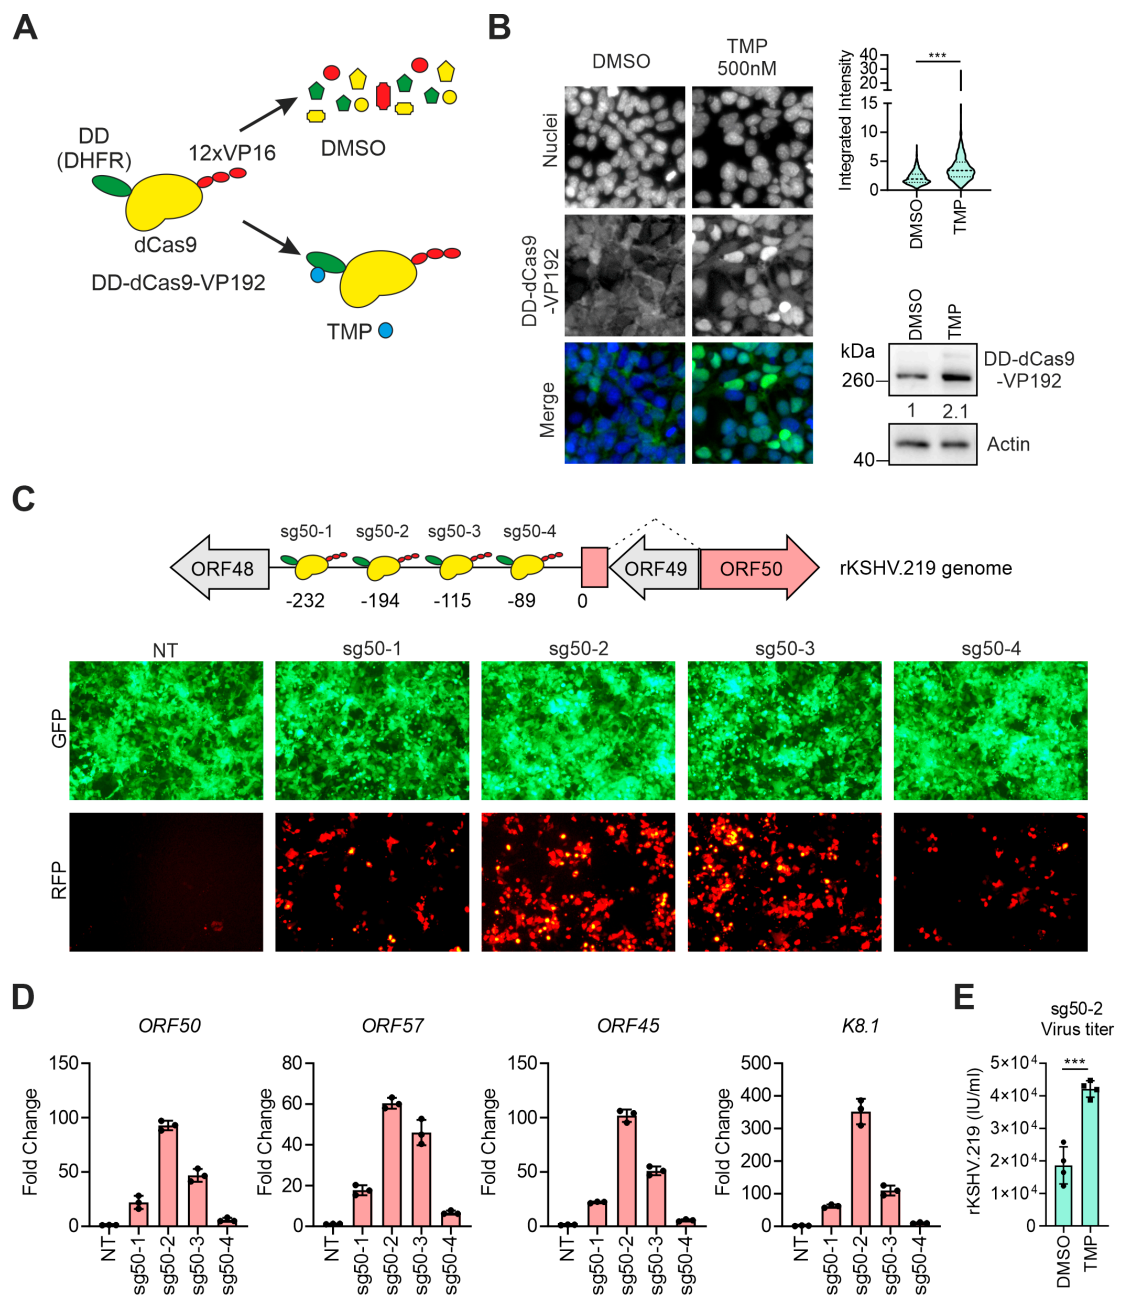 A
DD
(DHFR)
12xVP16
dCas9
DD-dCas9-VP192
DMSO
TMP
B
DMSO
TMP
500nM
Nuclei
DD-dCas9
-VP192
Merge
Integrated Intensity
40
30
20
15
10
5
0
***
DMSO
TMP
DMSO
TMP
kDa
260
DD-dCas9
-VP192
1 2.1
40
Actin
C
sg50-1 sg50-2 sg50-3 sg50-4
ORF48 ORF49 ORF50 rKSHV.219 genome
-232 -194 -115 -89 0
NT sg50-1 sg50-2 sg50-3 sg50-4
GFP
RFP
D
ORF50
Fold Change
150
100
50
0
NT
sg50-1
sg50-2
sg50-3
sg50-4
ORF57
Fold Change
80
60
40
20
0
NT
sg50-1
sg50-2
sg50-3
sg50-4
ORF45
Fold Change
150
100
50
0
NT
sg50-1
sg50-2
sg50-3
sg50-4
K8.1
Fold Change
500
400
300
200
100
0
NT
sg50-1
sg50-2
sg50-3
sg50-4
E
sg50-2
Virus titer
rKSHV.219 (IU/ml)
5×10⁴
4×10⁴
3×10⁴
2×10⁴
1×10⁴
0
***
DMSO
TMP